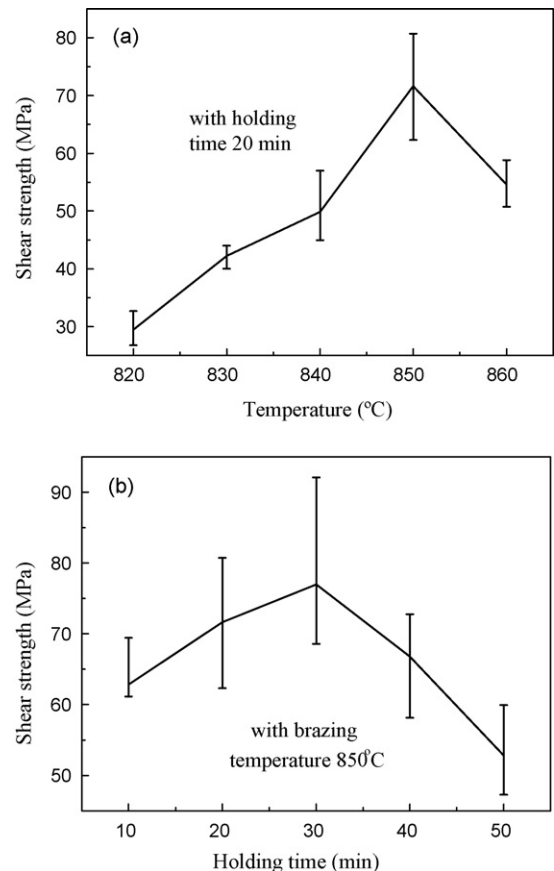 (a)
80
70
60
50
40
30
with holding
time 20 min
Shear strength (MPa)
820 830 840 850 860
Temperature (ºC)
(b)
90
80
70
60
50
Shear strength (MPa)
with brazing
temperature 850°C
10 20 30 40 50
Holding time (min)